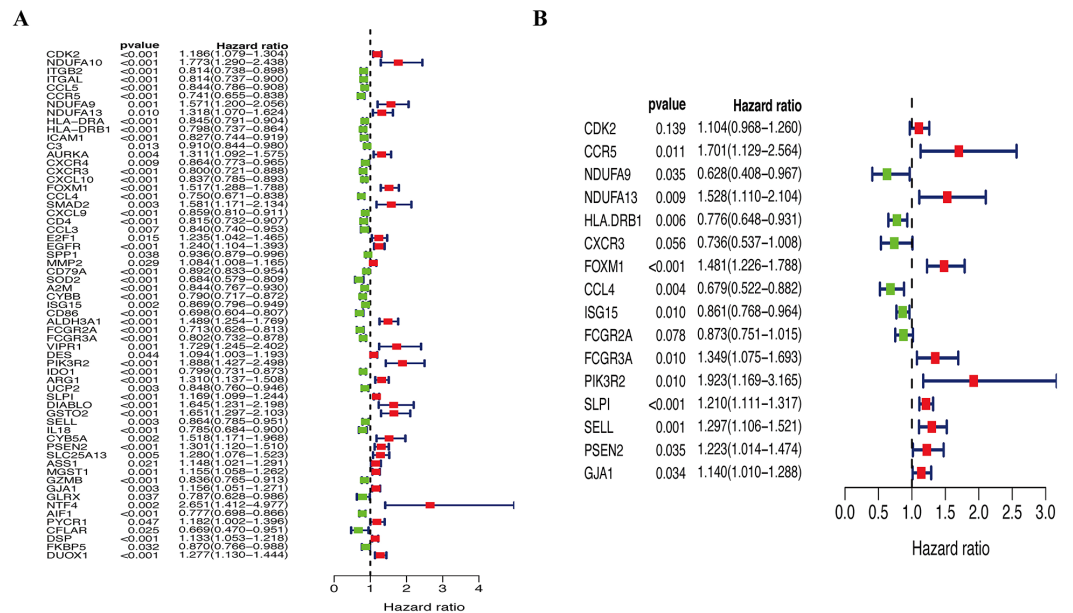 A
pvalue Hazard ratio
CDK2 <0.001 1.186(1.079−1.304)
NDUFA10 <0.001 1.773(1.290−2.438)
ITGB2 <0.001 0.814(0.738−0.898)
ITGAL <0.001 0.814(0.737−0.900)
CCL5 <0.001 0.844(0.786−0.908)
CCR5 <0.001 0.741(0.655−0.838)
NDUFA9 0.001 1.571(1.200−2.056)
NDUFA13 0.010 1.318(1.070−1.624)
HLA−DRA <0.001 0.845(0.791−0.904)
HLA−DRB1 <0.001 0.798(0.737−0.864)
ICAM1 <0.001 0.827(0.744−0.919)
C3 0.013 0.910(0.844−0.980)
AURKA 0.004 1.311(1.092−1.575)
CXCR4 0.009 0.864(0.773−0.965)
CXCR3 <0.001 0.800(0.721−0.888)
CXCL10 <0.001 0.837(0.785−0.893)
FOXM1 <0.001 1.517(1.288−1.788)
CCL4 <0.001 0.750(0.671−0.838)
SMAD2 0.003 1.581(1.171−2.134)
CXCL9 <0.001 0.859(0.810−0.911)
CD4 <0.001 0.815(0.732−0.907)
CCL3 0.007 0.840(0.740−0.953)
E2F1 0.015 1.235(1.042−1.465)
EGFR <0.001 1.240(1.104−1.393)
SPP1 0.038 0.936(0.879−0.996)
MMP2 0.029 1.084(1.008−1.165)
CD79A <0.001 0.892(0.833−0.954)
SOD2 <0.001 0.684(0.579−0.809)
A2M <0.001 0.844(0.767−0.930)
CYBB <0.001 0.790(0.717−0.872)
ISG15 0.002 0.869(0.796−0.949)
CD86 <0.001 0.698(0.604−0.807)
ALDH3A1 <0.001 1.489(1.254−1.769)
FCGR2A <0.001 0.713(0.626−0.813)
FCGR3A <0.001 0.802(0.732−0.878)
VIPR1 0.001 1.729(1.245−2.402)
DES 0.044 1.094(1.003−1.193)
PIK3R2 <0.001 1.888(1.427−2.498)
IDO1 <0.001 0.799(0.731−0.873)
ARG1 <0.001 1.310(1.137−1.508)
UCP2 0.003 0.848(0.760−0.946)
SLPI <0.001 1.169(1.099−1.244)
DIABLO <0.001 1.645(1.231−2.198)
GSTO2 <0.001 1.651(1.297−2.103)
SELL 0.003 0.864(0.785−0.951)
IL18 <0.001 0.785(0.684−0.900)
CYB5A 0.002 1.518(1.171−1.968)
PSEN2 <0.001 1.301(1.120−1.510)
SLC25A13 0.005 1.280(1.076−1.523)
ASS1 0.021 1.148(1.021−1.291)
MGST1 0.001 1.155(1.058−1.262)
GZMB <0.001 0.836(0.765−0.913)
GJA1 0.003 1.156(1.051−1.271)
GLRX 0.037 0.787(0.628−0.986)
NTF4 0.002 2.651(1.412−4.977)
AIF1 <0.001 0.777(0.698−0.866)
PYCR1 0.047 1.182(1.002−1.396)
CFLAR 0.025 0.669(0.470−0.951)
DSP <0.001 1.133(1.053−1.218)
FKBP5 0.032 0.870(0.766−0.988)
DUOX1 <0.001 1.277(1.130−1.444)
0 1 2 3 4
Hazard ratio
B
pvalue Hazard ratio
CDK2 0.139 1.104(0.968−1.260)
CCR5 0.011 1.701(1.129−2.564)
NDUFA9 0.035 0.628(0.408−0.967)
NDUFA13 0.009 1.528(1.110−2.104)
HLA.DRB1 0.006 0.776(0.648−0.931)
CXCR3 0.056 0.736(0.537−1.008)
FOXM1 <0.001 1.481(1.226−1.788)
CCL4 0.004 0.679(0.522−0.882)
ISG15 0.010 0.861(0.768−0.964)
FCGR2A 0.078 0.873(0.751−1.015)
FCGR3A 0.010 1.349(1.075−1.693)
PIK3R2 0.010 1.923(1.169−3.165)
SLPI <0.001 1.210(1.111−1.317)
SELL 0.001 1.297(1.106−1.521)
PSEN2 0.035 1.223(1.014−1.474)
GJA1 0.034 1.140(1.010−1.288)
0.0 0.5 1.0 1.5 2.0 2.5 3.0
Hazard ratio